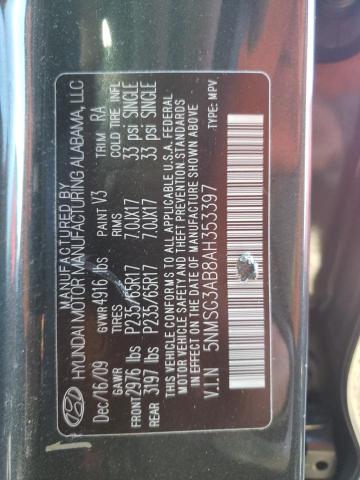 MANUFACTURED BY
HYUNDAI MOTOR MANUFACTURING ALABAMA, LLC
Dec/16/09 GVWR 4916 lbs PAINT V3 TRIM RA
GAWR TIRES RIMS COLD TIRE INFL
FRONT 2976 lbs P235/65R17 7.0JX17 33 psi SINGLE
REAR 3197 lbs P235/65R17 7.0JX17 33 psi SINGLE
THIS VEHICLE CONFORMS TO ALL APPLICABLE U.S.A. FEDERAL
MOTOR VEHICLE SAFETY AND THEFT PREVENTION STANDARDS
IN EFFECT ON THE DATE OF MANUFACTURE SHOWN ABOVE
V.I.N 5NMSG3AB8AH353397 TYPE: MPV